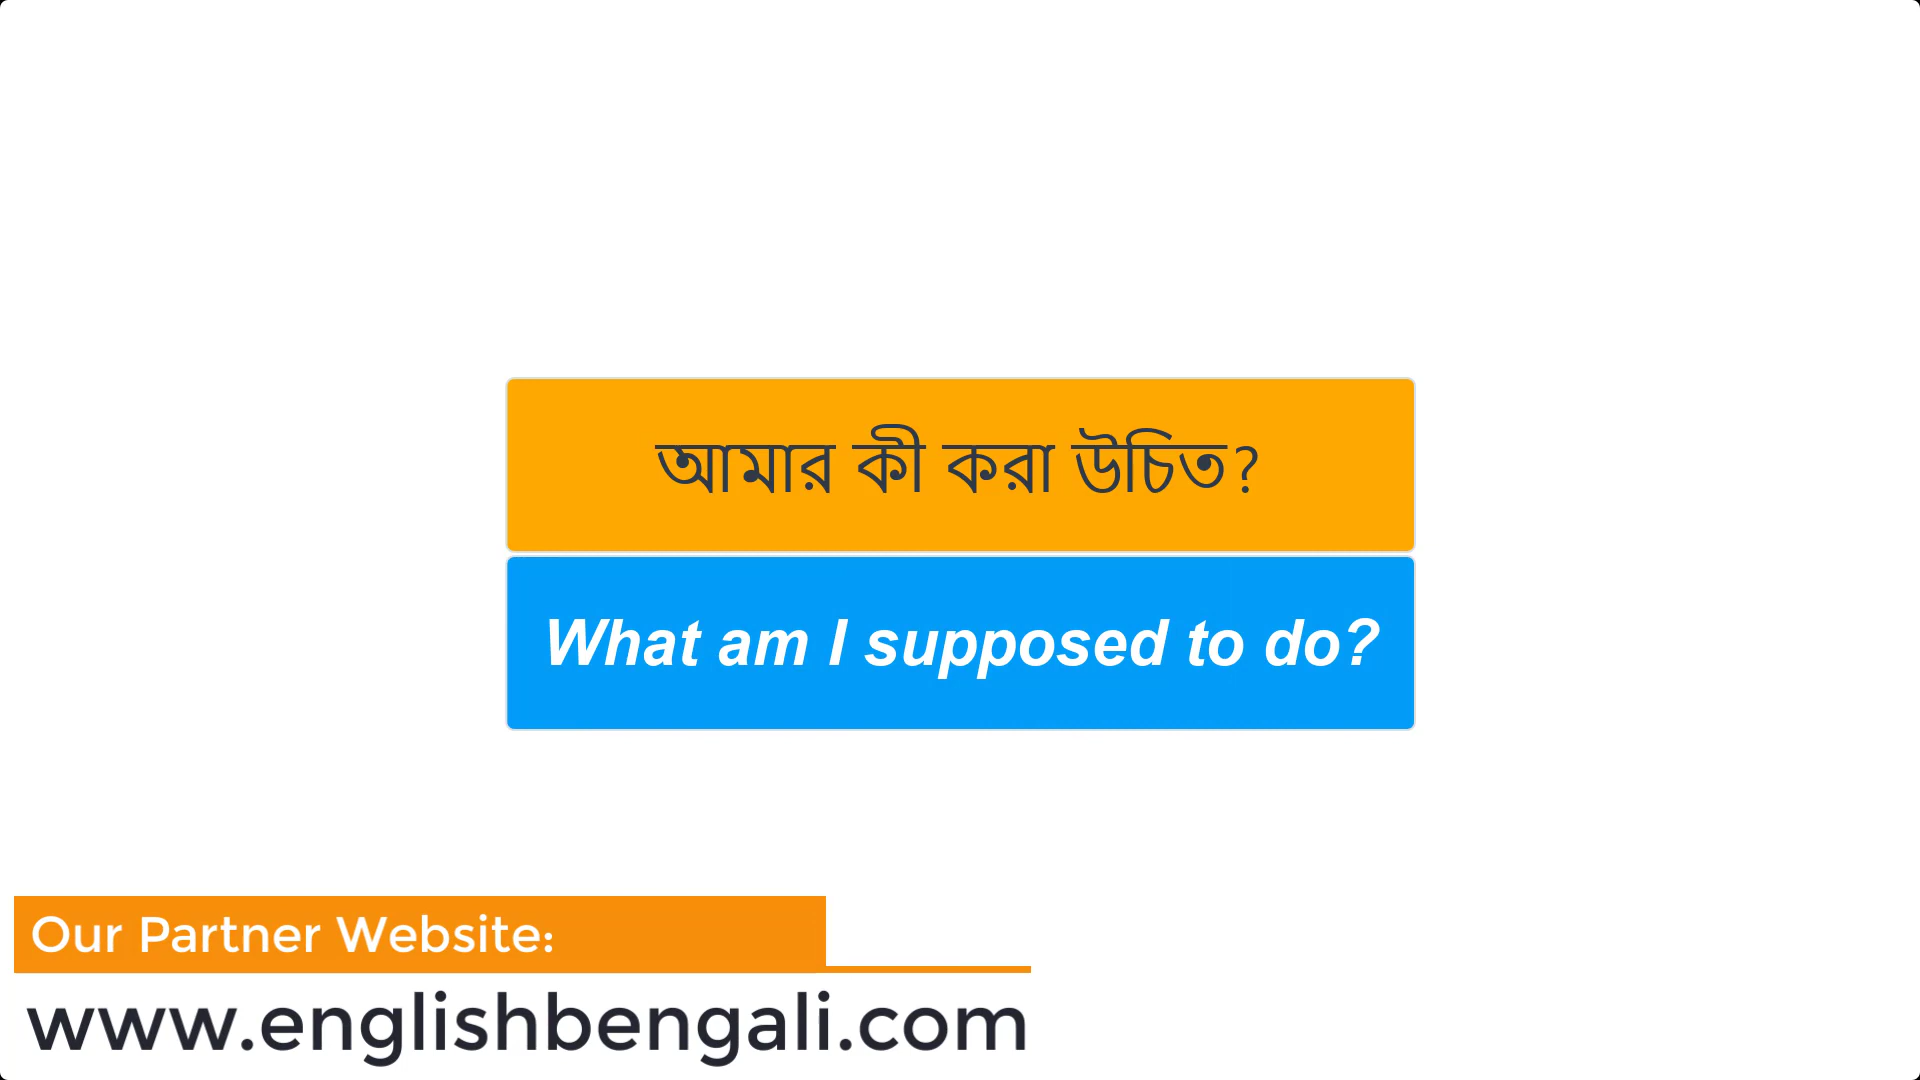 আমার কী করা উচিত?
What am I supposed to do?
Our Partner Website:
www.englishbengali.com